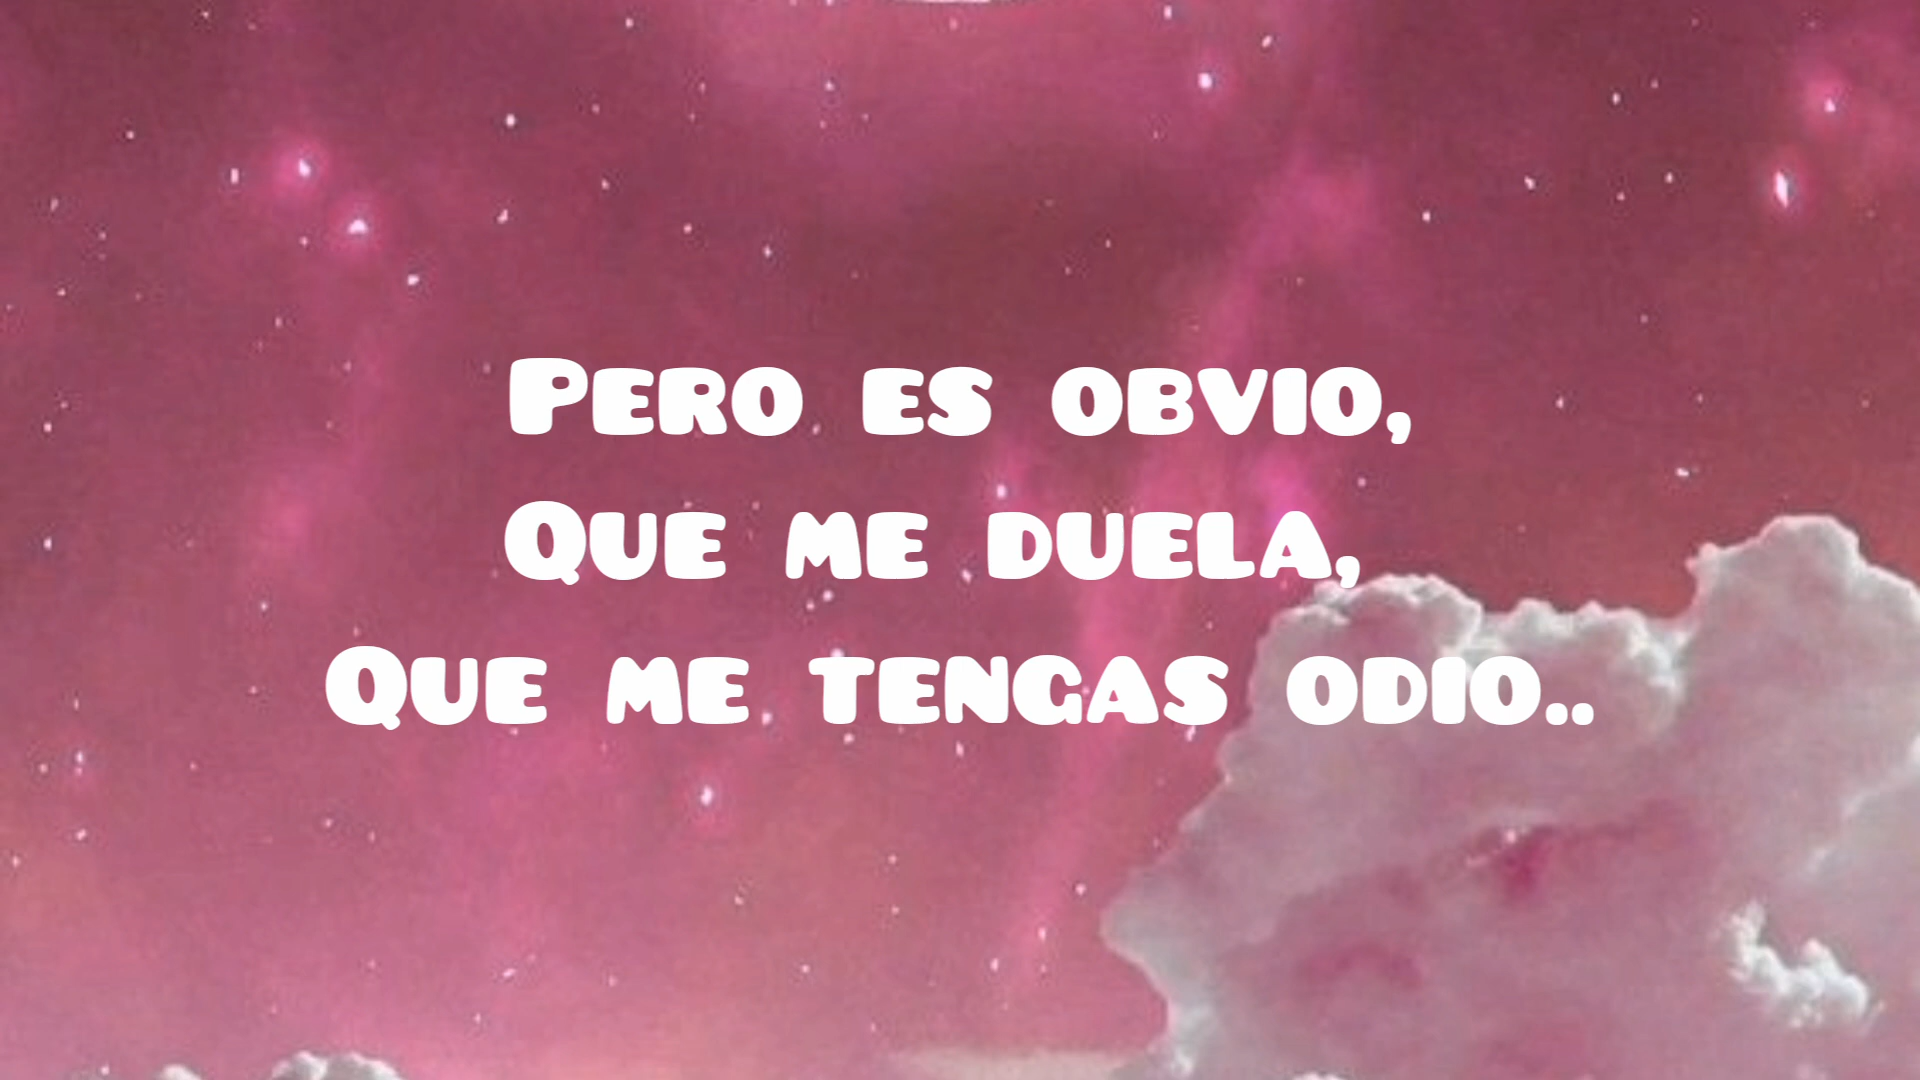 Pero es obvio,
Que me duela,
Que me tengas odio..